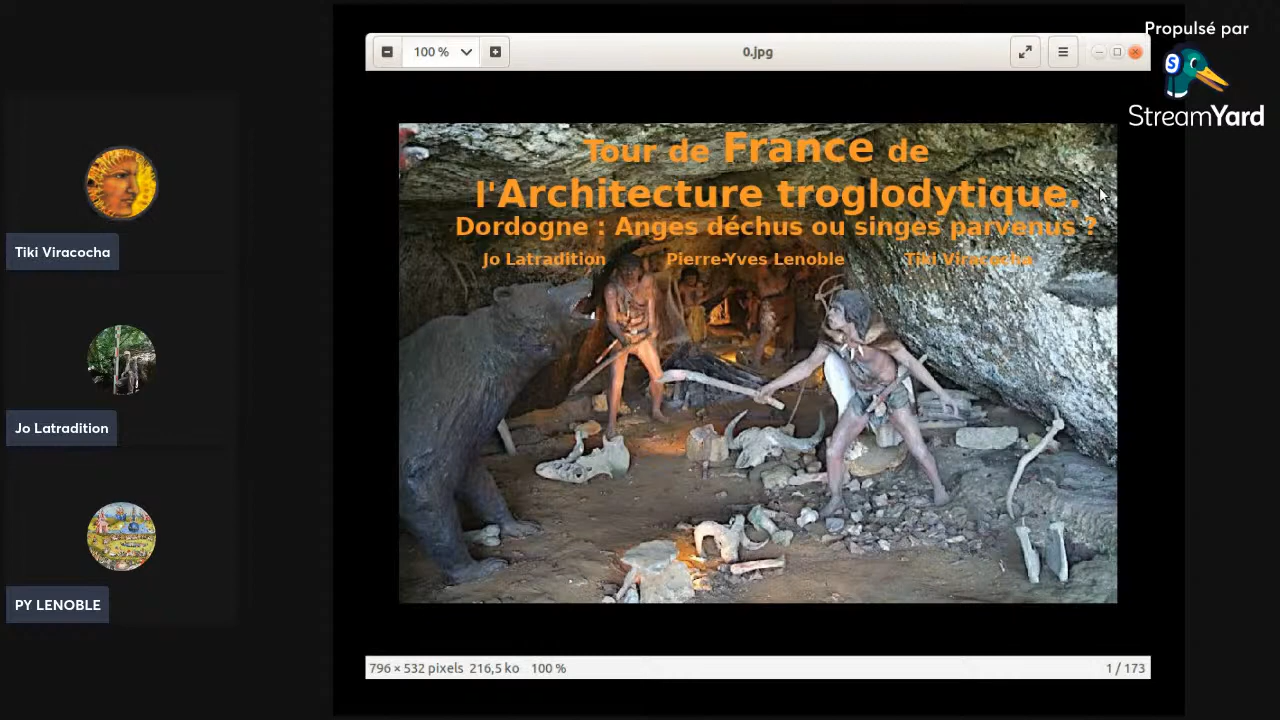 Propulsé par
StreamYard
100 %
0.jpg
Tour de France de
l'Architecture troglodytique.
Dordogne : Anges déchus ou singes parvenus ?
Jo Latradition Pierre-Yves Lenoble Tiki Viracocha
Tiki Viracocha
Jo Latradition
PY LENOBLE
796 × 532 pixels 216,5 ko 100 %
1 / 173